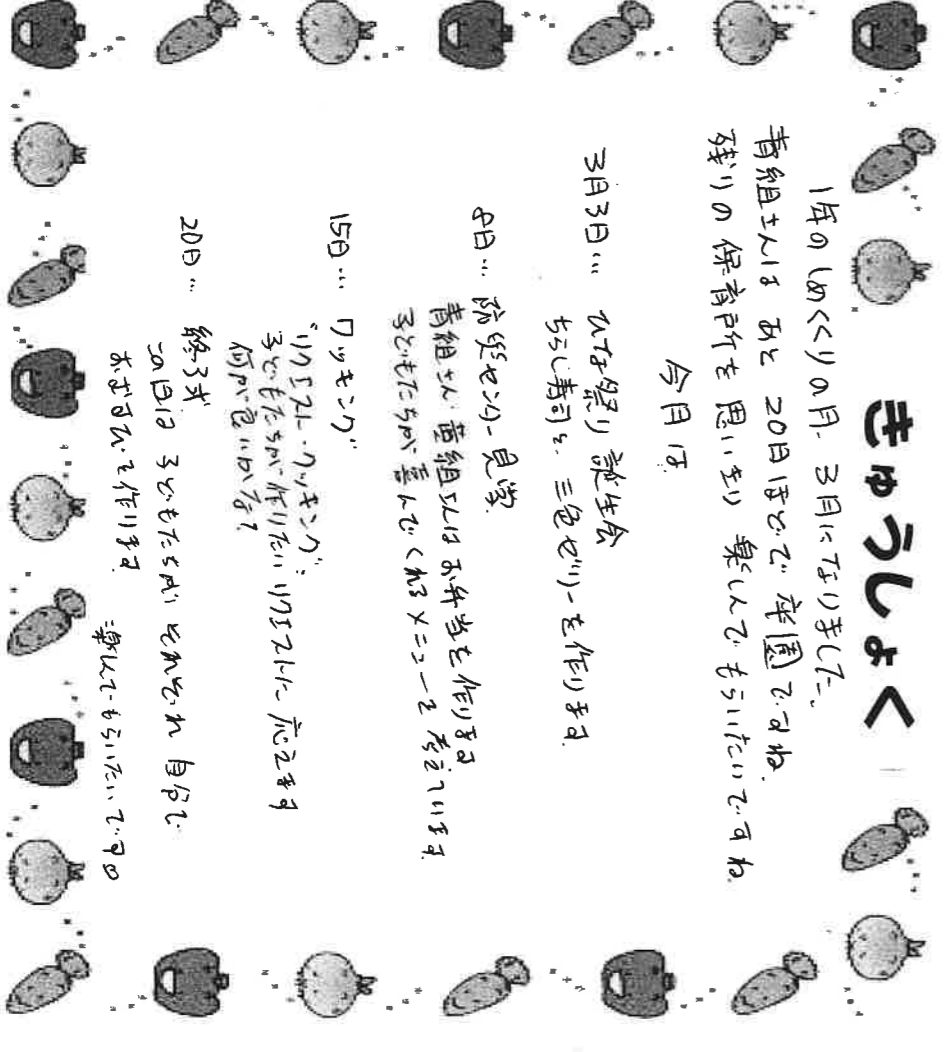 きゅうしょく
1年のしめくくりの月、3月になりました。
青組さんは あと 20日ほどで 卒園ですね。
残りの 保育所を 思いきり 楽しんで もらいたいですね。
今月は
3月3日… ひな祭り 誕生会
ちらし寿司と、三色ゼリーを作ります。
8日… 防災センター 見学
青組さん、黄組さんは お弁当を 作ります
子どもたちが 喜んで くれるメニューを 考えています。
15日… クッキング
"リクエスト・クッキング"
子どもたちが 作りたい リクエストに 応えます
何が 良いかな?
20日… 終了式
この日は 子どもたちが それぞれ 自分で
おむすびを 作ります
楽しんで もらいたいです。